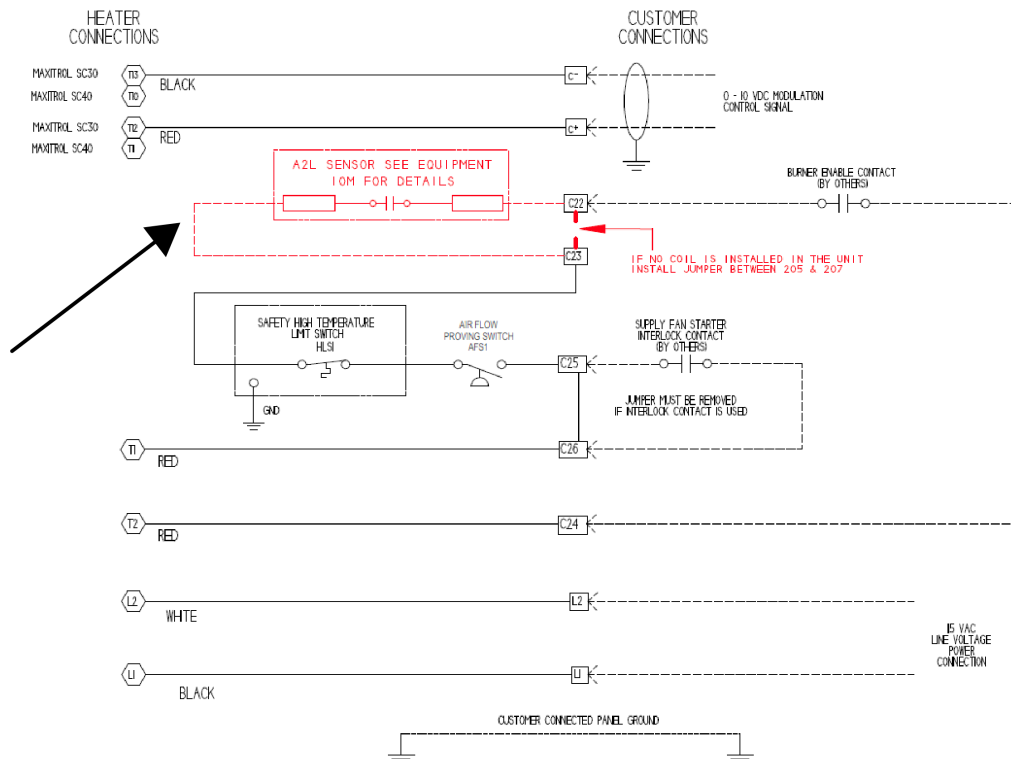 HEATER
CONNECTIONS
CUSTOMER
CONNECTIONS
MAXITROL SC30
T13
BLACK
c-
MAXITROL SC40
T10
0 - 10 VDC MODULATION
CONTROL SIGNAL
MAXITROL SC30
T12
RED
c+
MAXITROL SC40
T11
A2L SENSOR SEE EQUIPMENT
IOM FOR DETAILS
BURNER ENABLE CONTACT
(BY OTHERS)
C22
C23
IF NO COIL IS INSTALLED IN THE UNIT
INSTALL JUMPER BETWEEN 205 & 207
SAFETY HIGH TEMPERATURE
LIMIT SWITCH
HLS1
AIR FLOW
PROVING SWITCH
AFS1
SUPPLY FAN STARTER
INTERLOCK CONTACT
(BY OTHERS)
C25
GND
JUMPER MUST BE REMOVED
IF INTERLOCK CONTACT IS USED
T1
RED
C26
T2
RED
C24
L2
WHITE
L2
L1
BLACK
L1
15 VAC
LINE VOLTAGE
POWER
CONNECTION
CUSTOMER CONNECTED PANEL GROUND